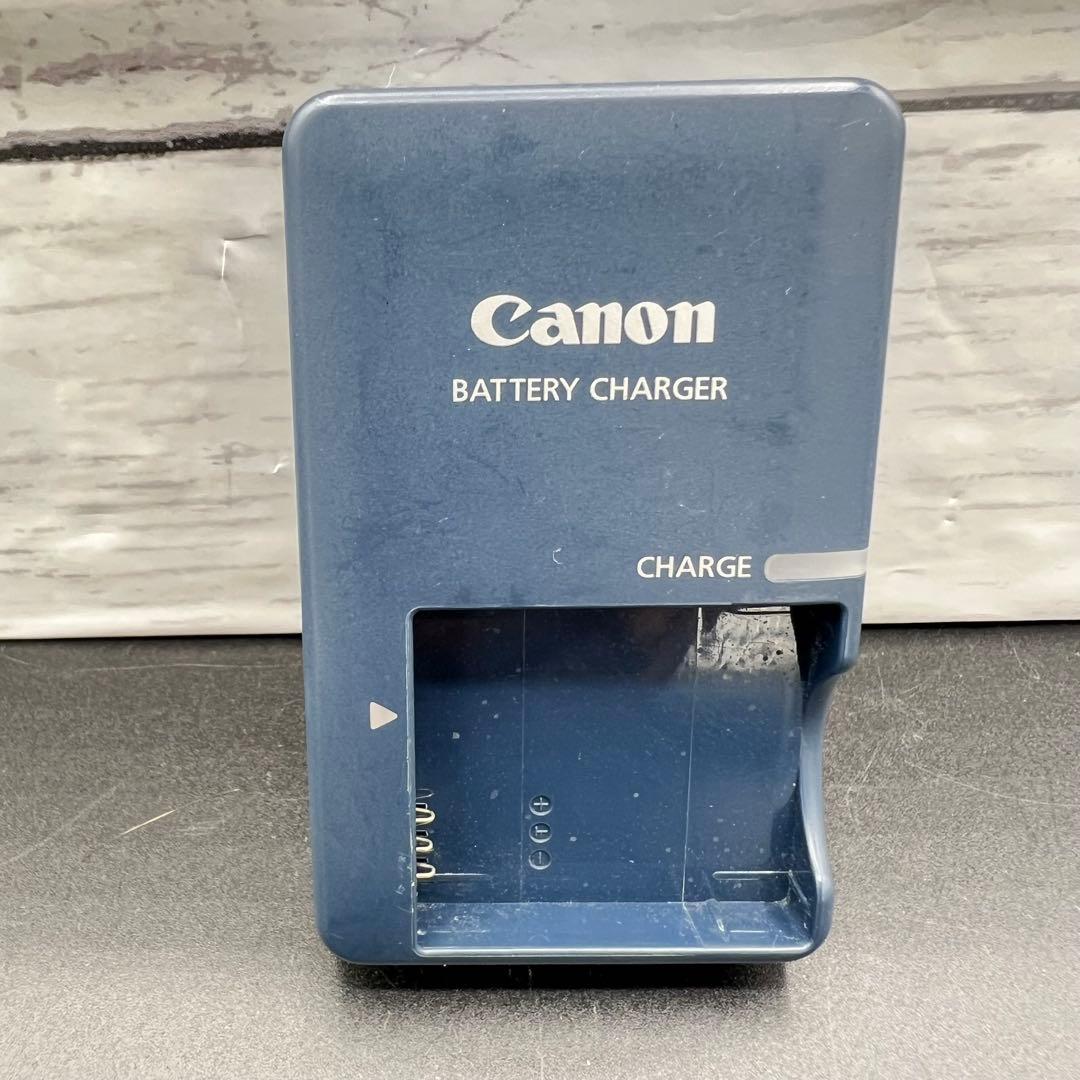 Canon
BATTERY CHARGER
CHARGE
+
T
-